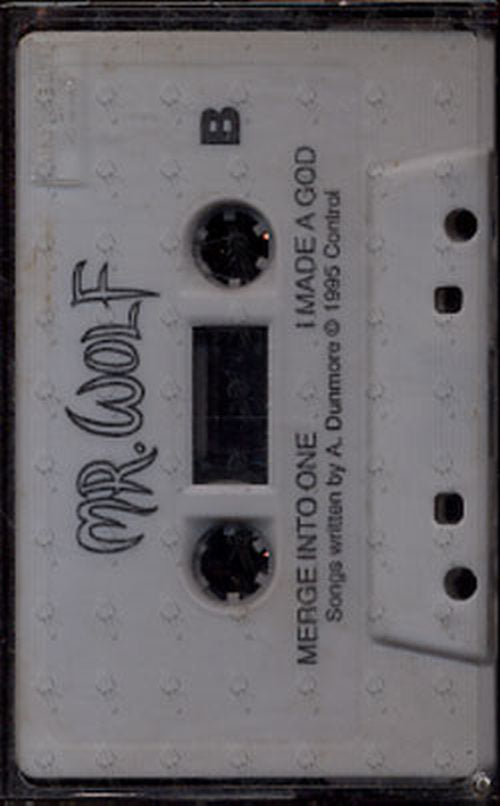 MR. WOLF
B
MERGE INTO ONE I MADE A GOD
Songs written by A. Dunmore © 1995 Control